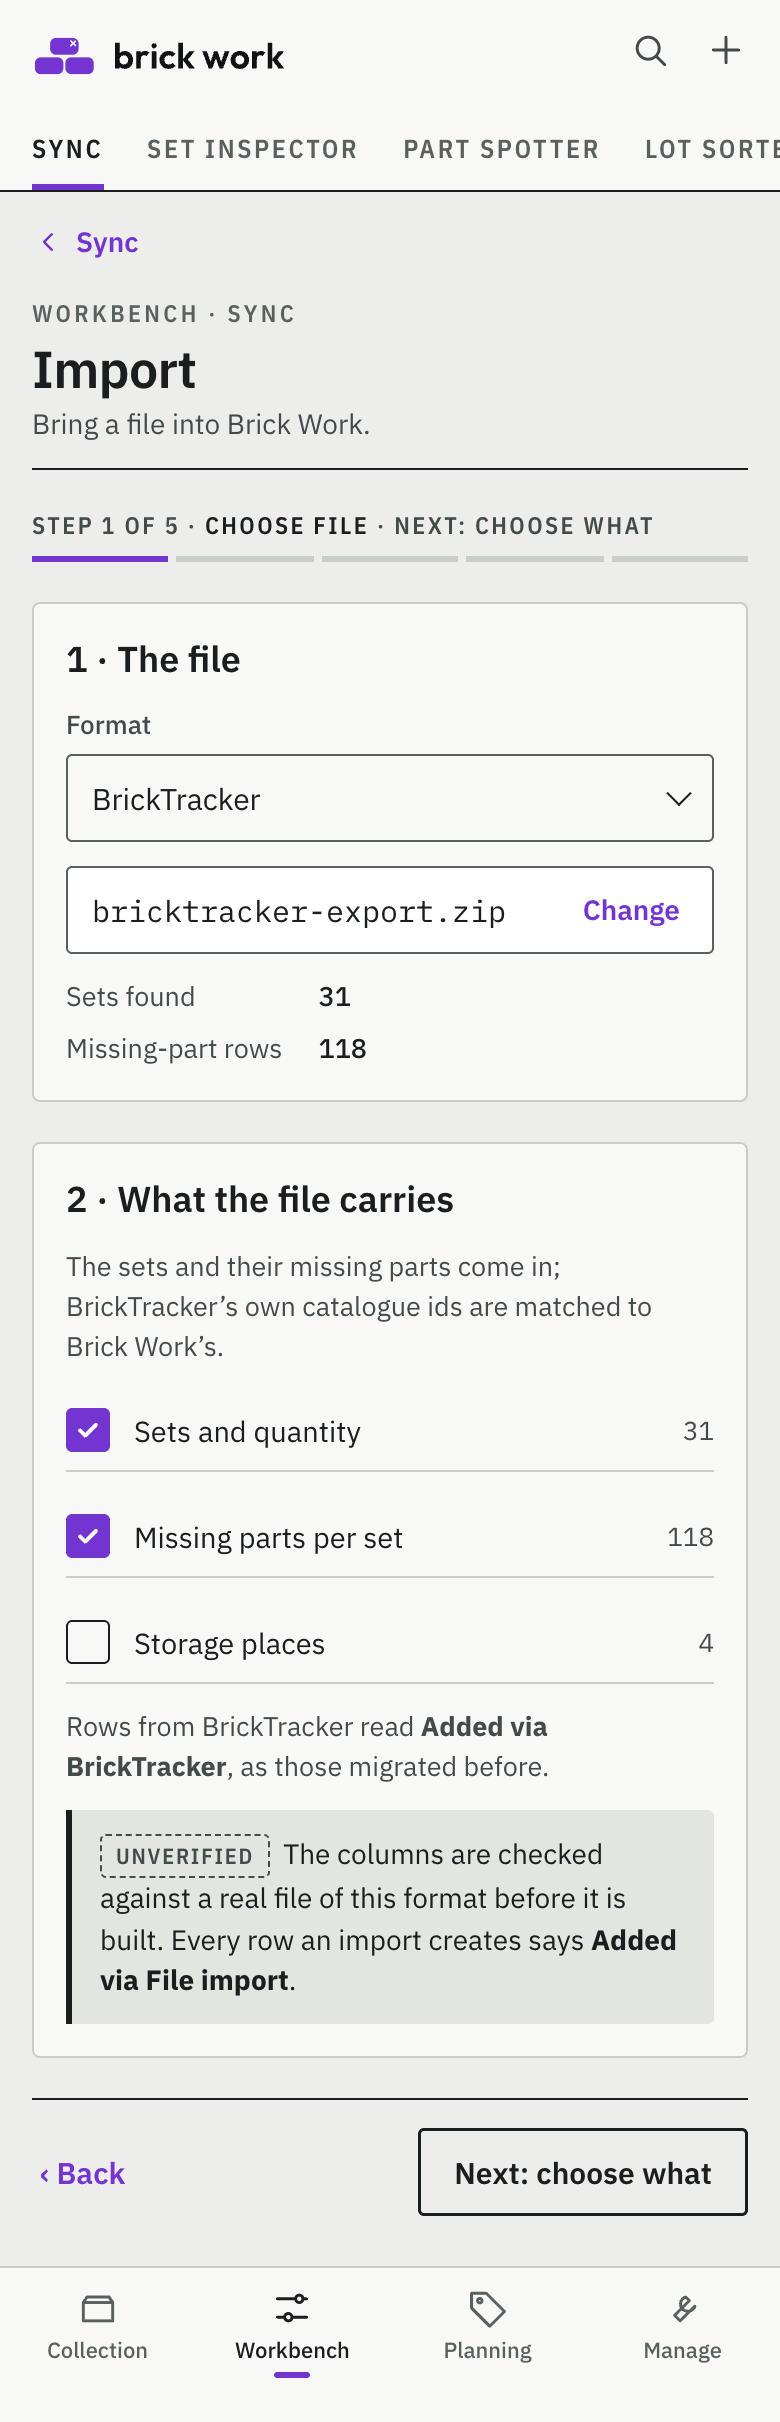 brick work
SYNC SET INSPECTOR PART SPOTTER LOT SORTE
Sync
WORKBENCH · SYNC
Import
Bring a file into Brick Work.
STEP 1 OF 5 · CHOOSE FILE · NEXT: CHOOSE WHAT
1 · The file
Format
BrickTracker
bricktracker-export.zip Change
Sets found 31
Missing-part rows 118
2 · What the file carries
The sets and their missing parts come in;
BrickTracker’s own catalogue ids are matched to
Brick Work’s.
Sets and quantity 31
Missing parts per set 118
Storage places 4
Rows from BrickTracker read Added via
BrickTracker, as those migrated before.
UNVERIFIED The columns are checked
against a real file of this format before it is
built. Every row an import creates says Added
via File import.
‹ Back Next: choose what
Collection Workbench Planning Manage